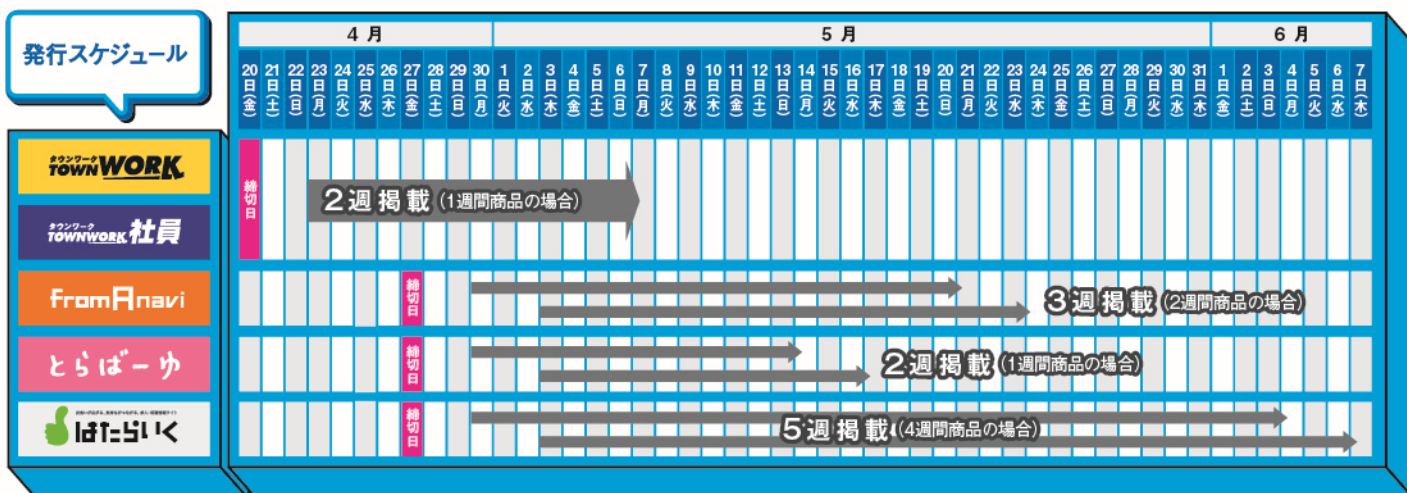 発行スケジュール
4月 5月 6月
20日(金) 21日(土) 22日(日) 23日(月) 24日(火) 25日(水) 26日(木) 27日(金) 28日(土) 29日(日) 30日(月) 1日(火) 2日(水) 3日(木) 4日(金) 5日(土) 6日(日) 7日(月) 8日(火) 9日(水) 10日(木) 11日(金) 12日(土) 13日(日) 14日(月) 15日(火) 16日(水) 17日(木) 18日(金) 19日(土) 20日(日) 21日(月) 22日(火) 23日(水) 24日(木) 25日(金) 26日(土) 27日(日) 28日(月) 29日(火) 30日(水) 31日(木) 1日(金) 2日(土) 3日(日) 4日(月) 5日(火) 6日(水) 7日(木)
タウンワーク
TOWNWORK
締切日
2週掲載(1週間商品の場合)
タウンワーク
TOWNWORK 社員
fromAnavi
締切日
3週掲載(2週間商品の場合)
とらばーゆ
締切日
2週掲載(1週間商品の場合)
はたらいく
締切日
5週掲載(4週間商品の場合)